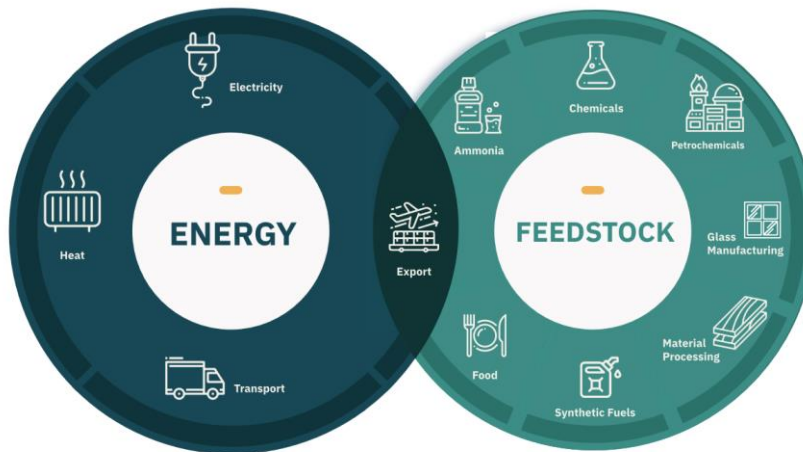 Electricity
Heat
ENERGY
Transport
Export
Ammonia
Chemicals
Petrochemicals
FEEDSTOCK
Glass
Manufacturing
Material
Processing
Food
Synthetic Fuels